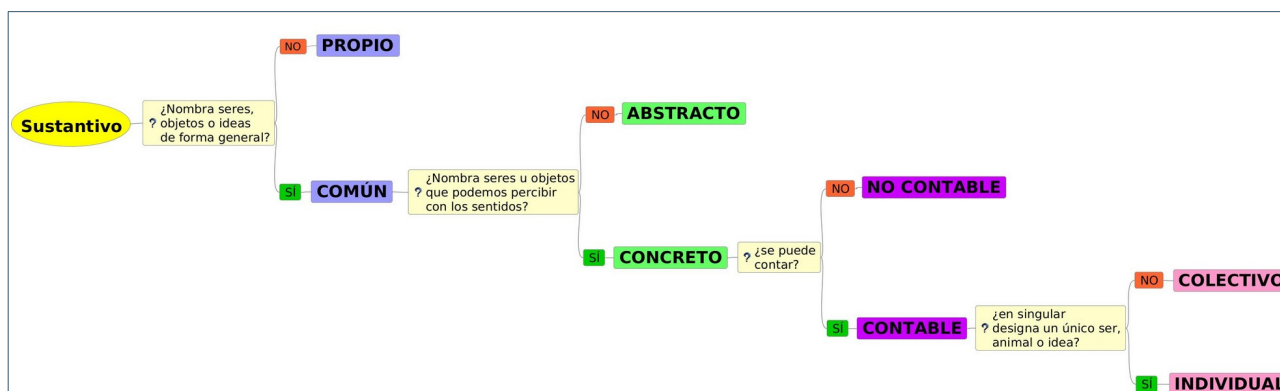 Sustantivo
¿Nombra seres,
objetos o ideas
de forma general?
NO
PROPIO
SÍ
COMÚN
¿Nombra seres u objetos
que podemos percibir
con los sentidos?
NO
ABSTRACTO
SÍ
CONCRETO
¿se puede
contar?
NO
NO CONTABLE
SÍ
CONTABLE
¿en singular
designa un único ser,
animal o idea?
NO
COLECTIVO
SÍ
INDIVIDUAL